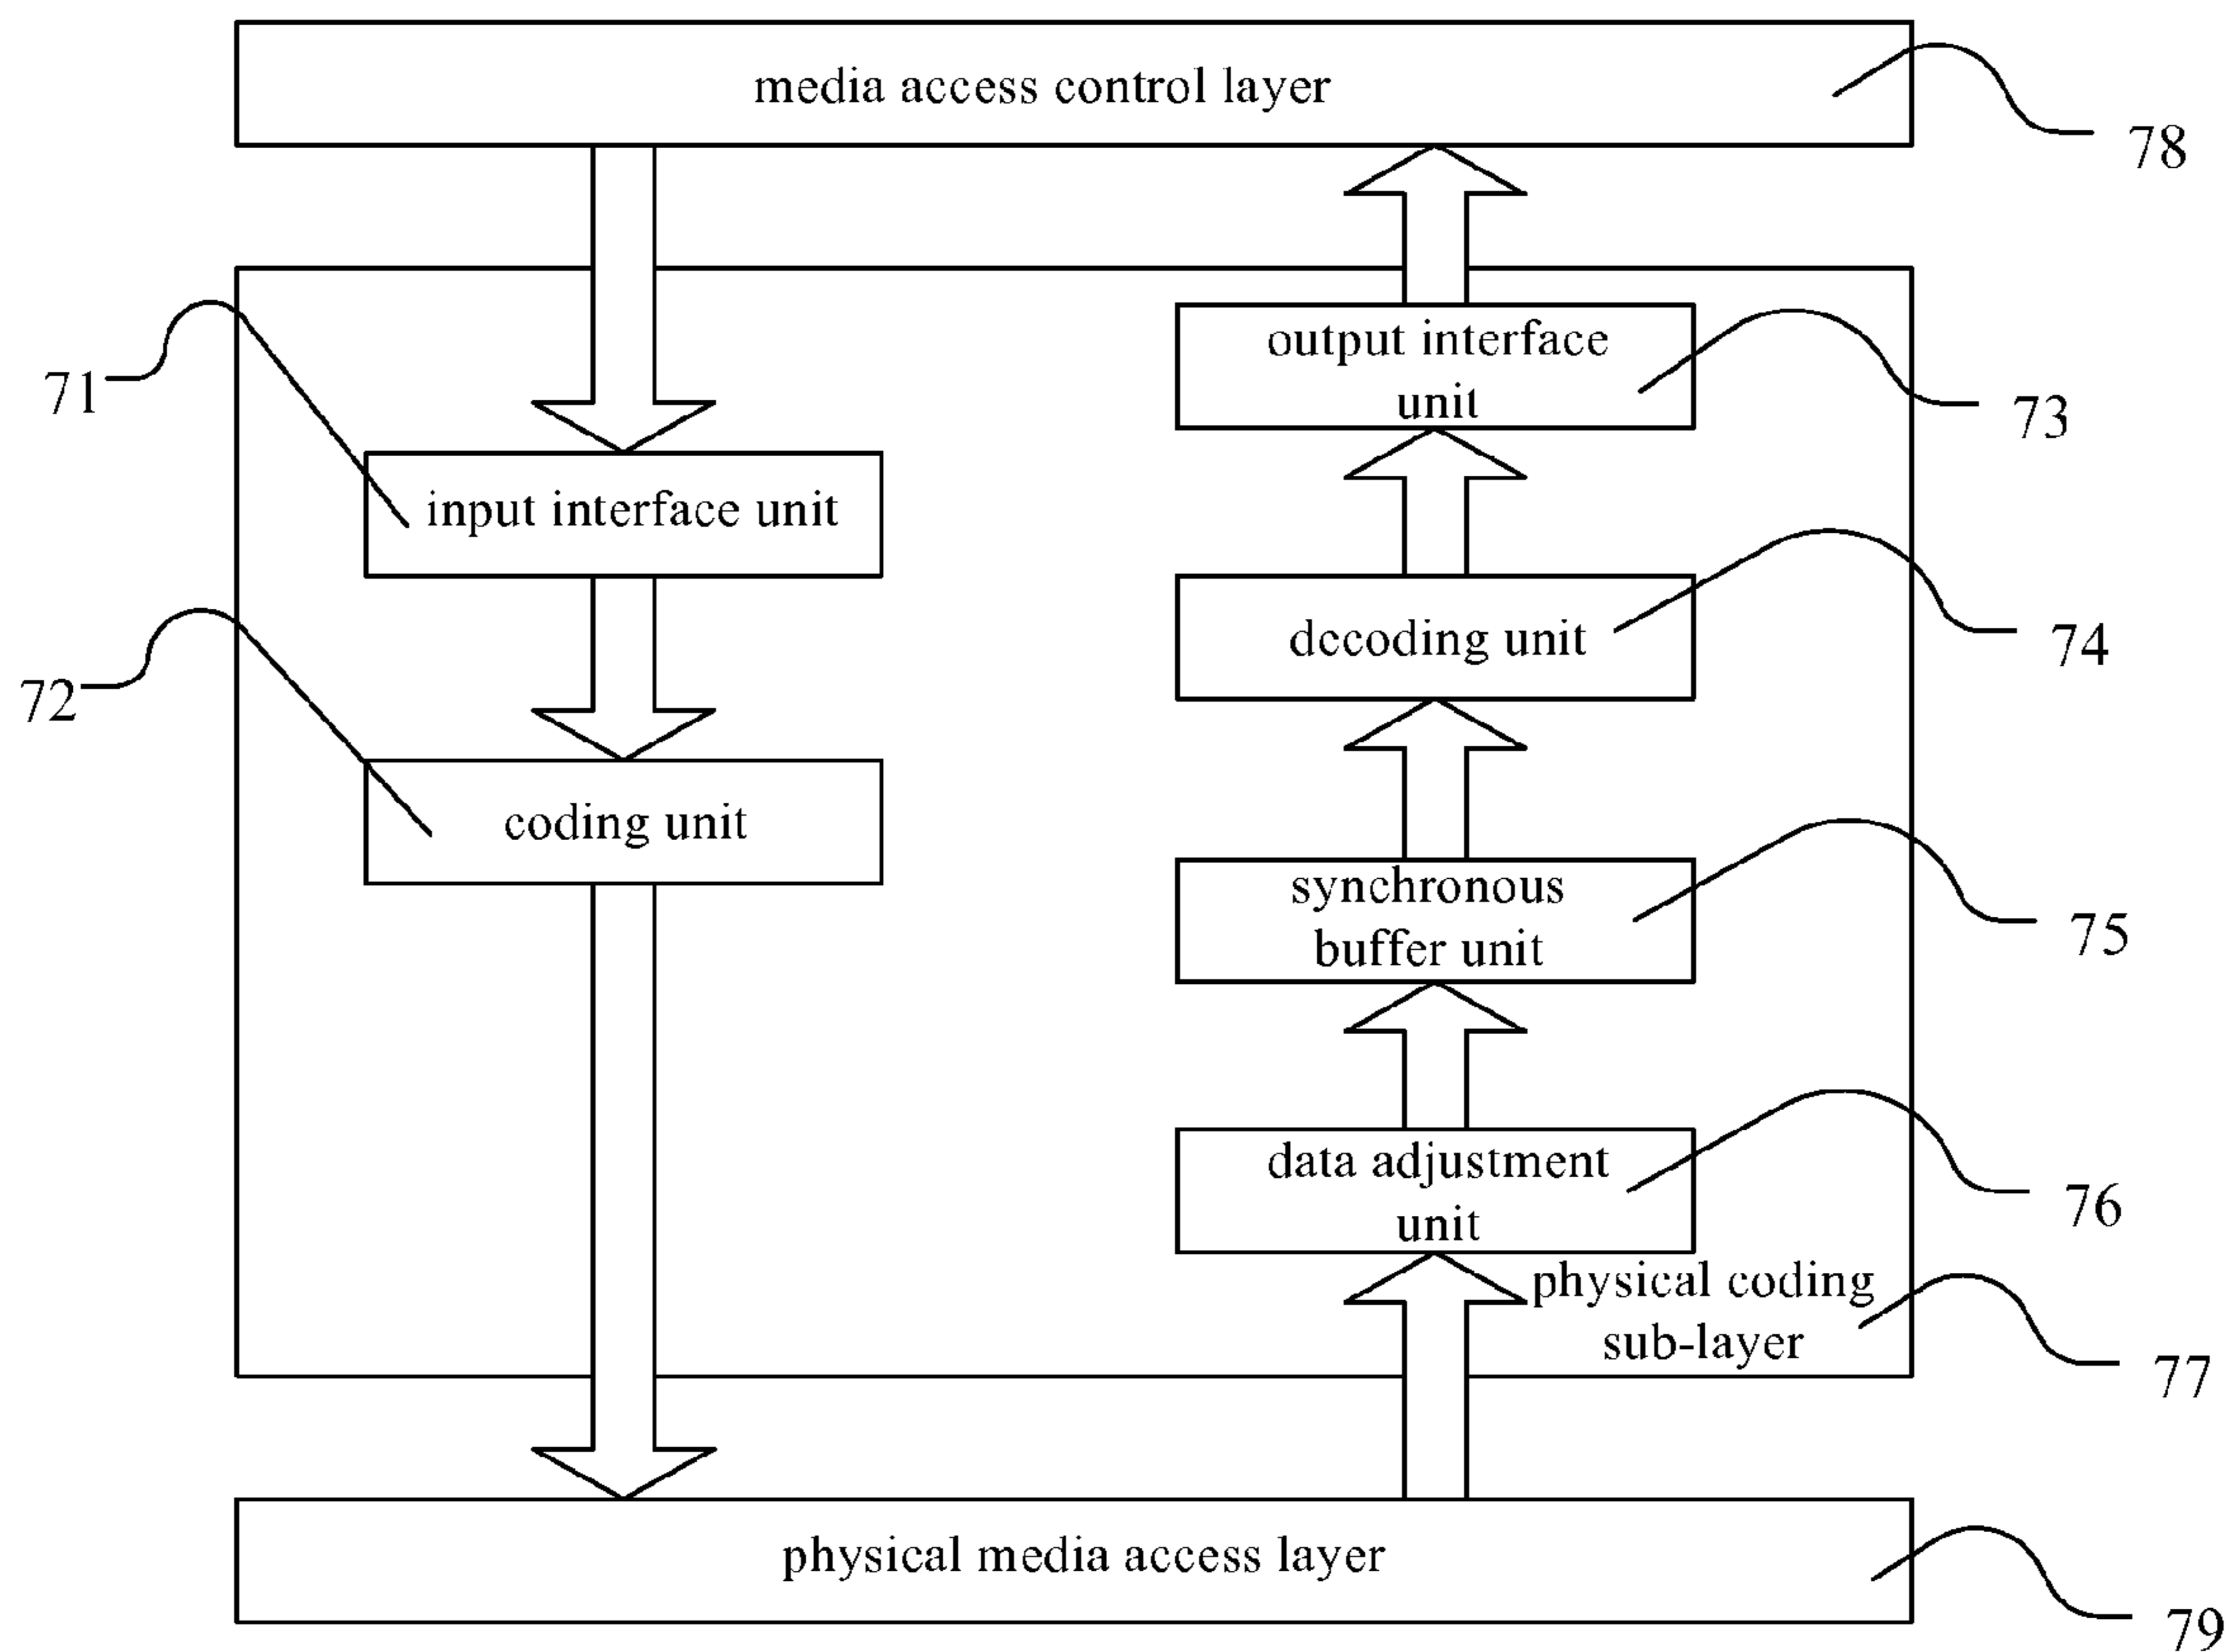 media access control layer
78
output interface
unit
73
71
input interface unit
decoding unit
74
72
coding unit
synchronous
buffer unit
75
data adjustment
unit
76
physical coding
sub-layer
77
physical media access layer
79